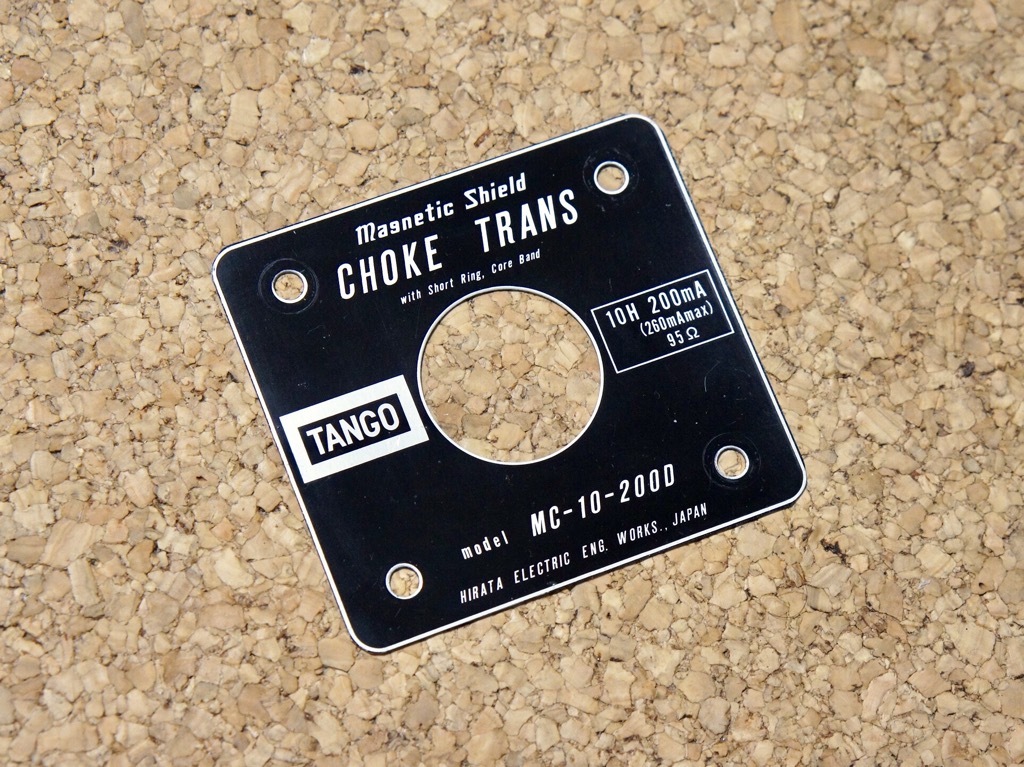 Magnetic Shield
CHOKE TRANS
with Short Ring, Core Band
10H 200mA
(260mAmax)
95Ω
TANGO
model MC-10-200D
HIRATA ELECTRIC ENG. WORKS., JAPAN